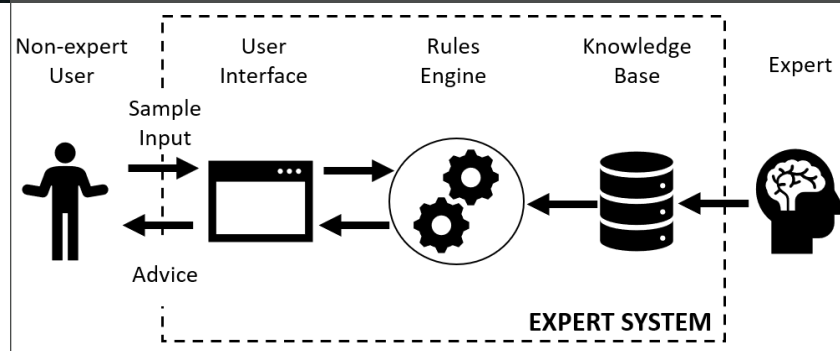 Non-expert
User
User
Interface
Rules
Engine
Knowledge
Base
Expert
Sample
Input
Advice
EXPERT SYSTEM